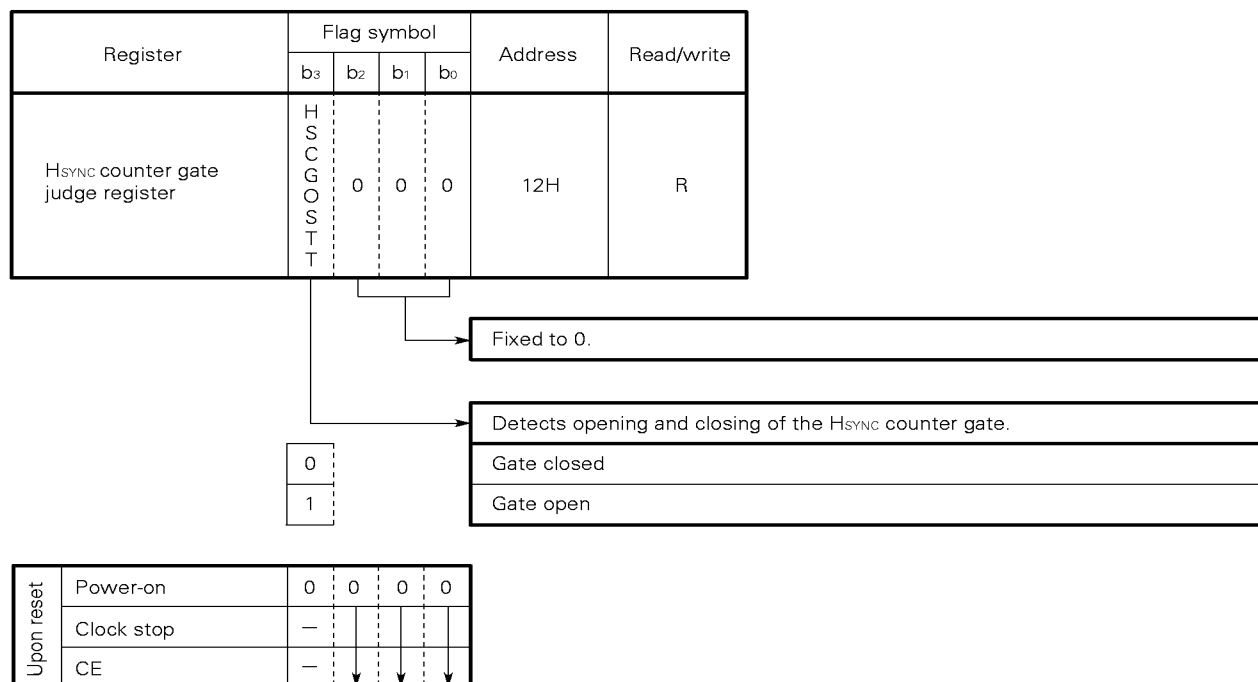 Register Flag symbol Address Read/write
b3 b2 b1 b0
HSYNC counter gate judge register HSCGOSTT 0 0 0 12H R
Fixed to 0.
Detects opening and closing of the HSYNC counter gate.
0 Gate closed
1 Gate open
Upon reset
Power-on 0 0 0 0
Clock stop –
CE –